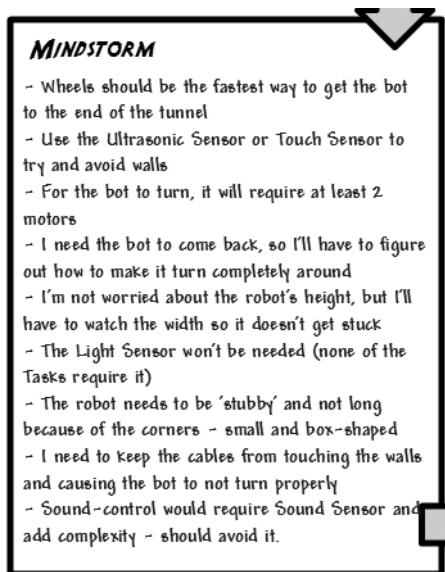 MINDSTORM
- Wheels should be the fastest way to get the bot
to the end of the tunnel
- Use the Ultrasonic Sensor or Touch Sensor to
try and avoid walls
- For the bot to turn, it will require at least 2
motors
- I need the bot to come back, so I'll have to figure
out how to make it turn completely around
- I'm not worried about the robot's height, but I'll
have to watch the width so it doesn't get stuck
- The Light Sensor won't be needed (none of the
Tasks require it)
- The robot needs to be 'stubby' and not long
because of the corners - small and box-shaped
- I need to keep the cables from touching the walls
and causing the bot to not turn properly
- Sound-control would require Sound Sensor and
add complexity - should avoid it.